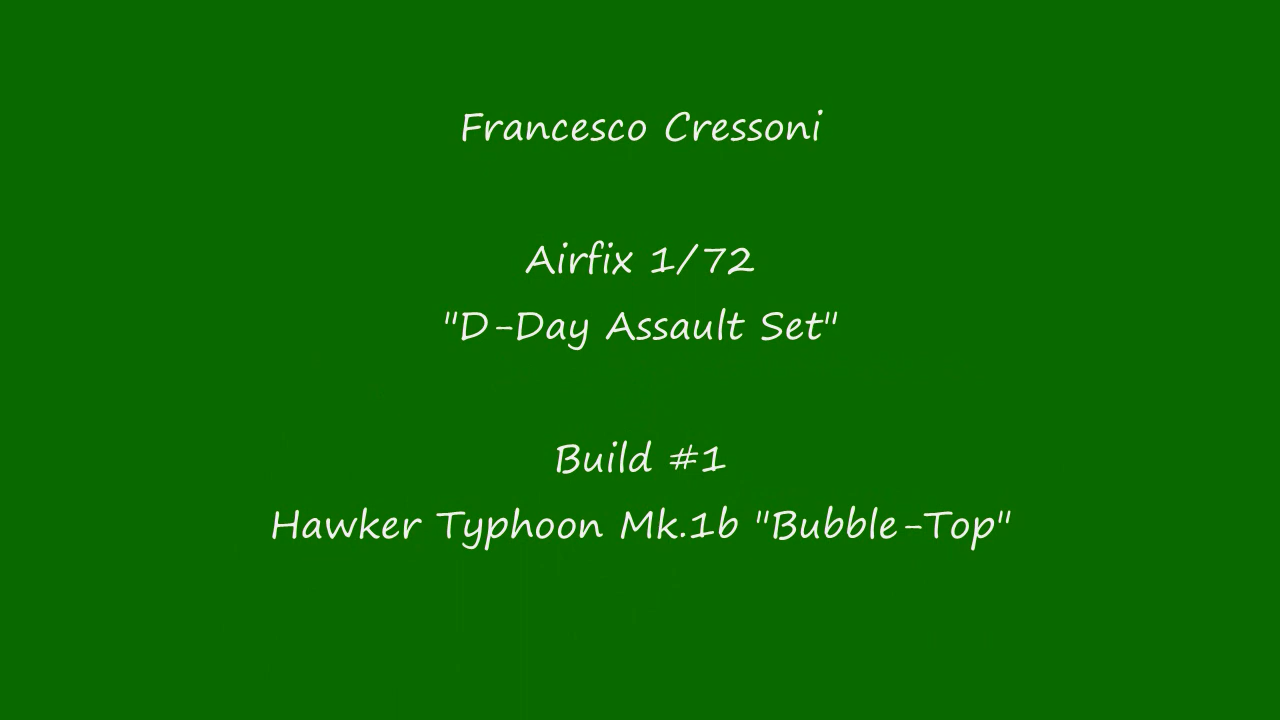 Francesco Cressoni
Airfix 1/72
"D-Day Assault Set"
Build #1
Hawker Typhoon Mk.1b "Bubble-Top"